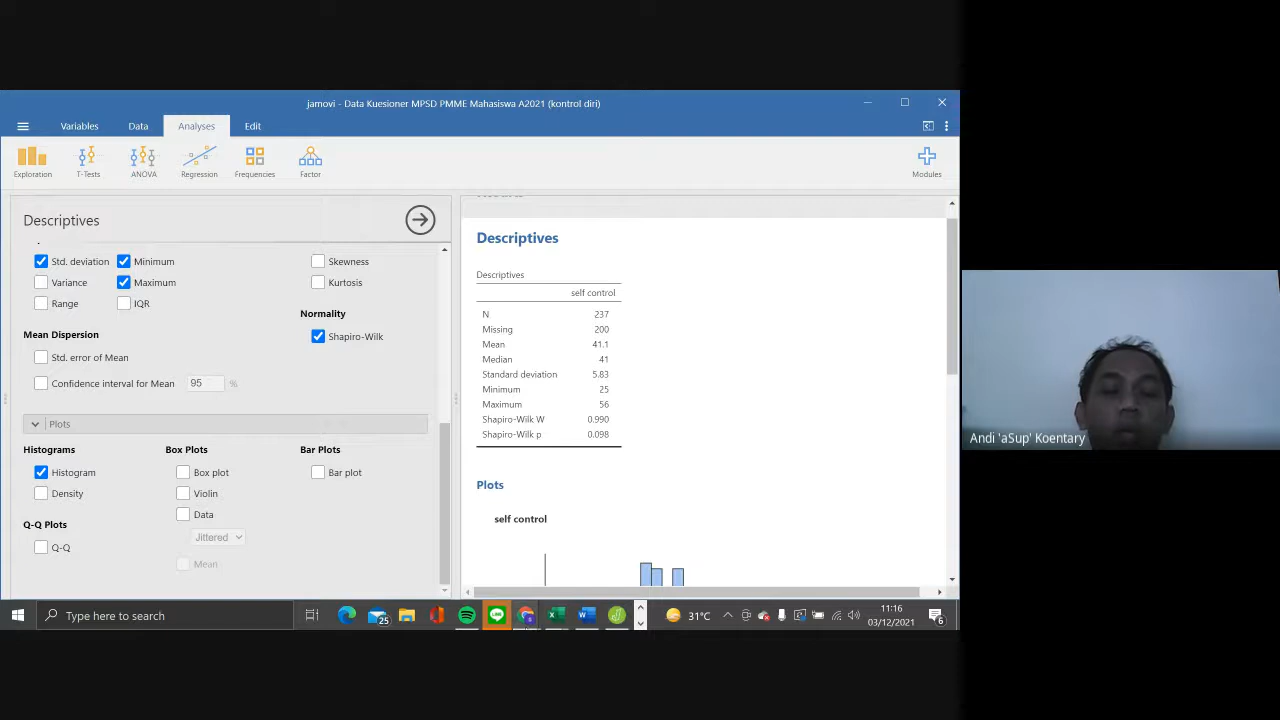 jamovi - Data Kuesioner MPSD PMME Mahasiswa A2021 (kontrol diri)
Variables Data Analyses Edit
Exploration T-Tests ANOVA Regression Frequencies Factor Modules
Descriptives
Std. deviation Minimum Skewness
Variance Maximum Kurtosis
Range IQR
Normality
Mean Dispersion
Shapiro-Wilk
Std. error of Mean
Confidence interval for Mean 95 %
Plots
Histograms Box Plots Bar Plots
Histogram Box plot Bar plot
Density Violin
Data
Q-Q Plots
Jittered
Q-Q
Mean
Descriptives
Descriptives
self control
N 237
Missing 200
Mean 41.1
Median 41
Standard deviation 5.83
Minimum 25
Maximum 56
Shapiro-Wilk W 0.990
Shapiro-Wilk p 0.098
Plots
self control
Andi 'aSup' Koentary
Type here to search
25
LINE
31°C
11:16
03/12/2021
6